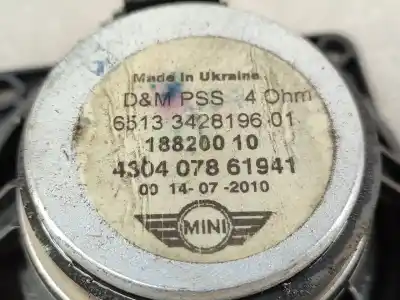 Made in Ukraine
D&M PSS 4 Ohm
6513 3428196 01
188200 10
4304 078 61941
00 14-07-2010
MINI